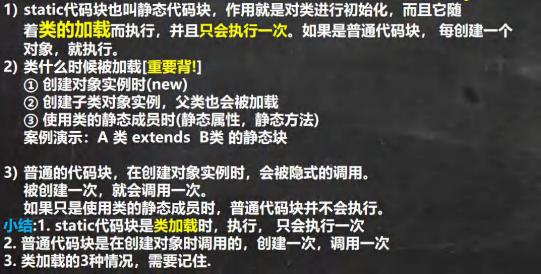 1) static代码块也叫静态代码块，作用就是对类进行初始化，而且它随
着类的加载而执行，并且只会执行一次。如果是普通代码块，每创建一个
对象，就执行。
2) 类什么时候被加载[重要背!]
① 创建对象实例时(new)
② 创建子类对象实例，父类也会被加载
③ 使用类的静态成员时(静态属性，静态方法)
案例演示：A 类 extends B类 的静态块
3) 普通的代码块，在创建对象实例时，会被隐式的调用。
被创建一次，就会调用一次。
如果只是使用类的静态成员时，普通代码块并不会执行。
小结:1. static代码块是类加载时，执行，只会执行一次
2. 普通代码块是在创建对象时调用的，创建一次，调用一次
3. 类加载的3种情况，需要记住.